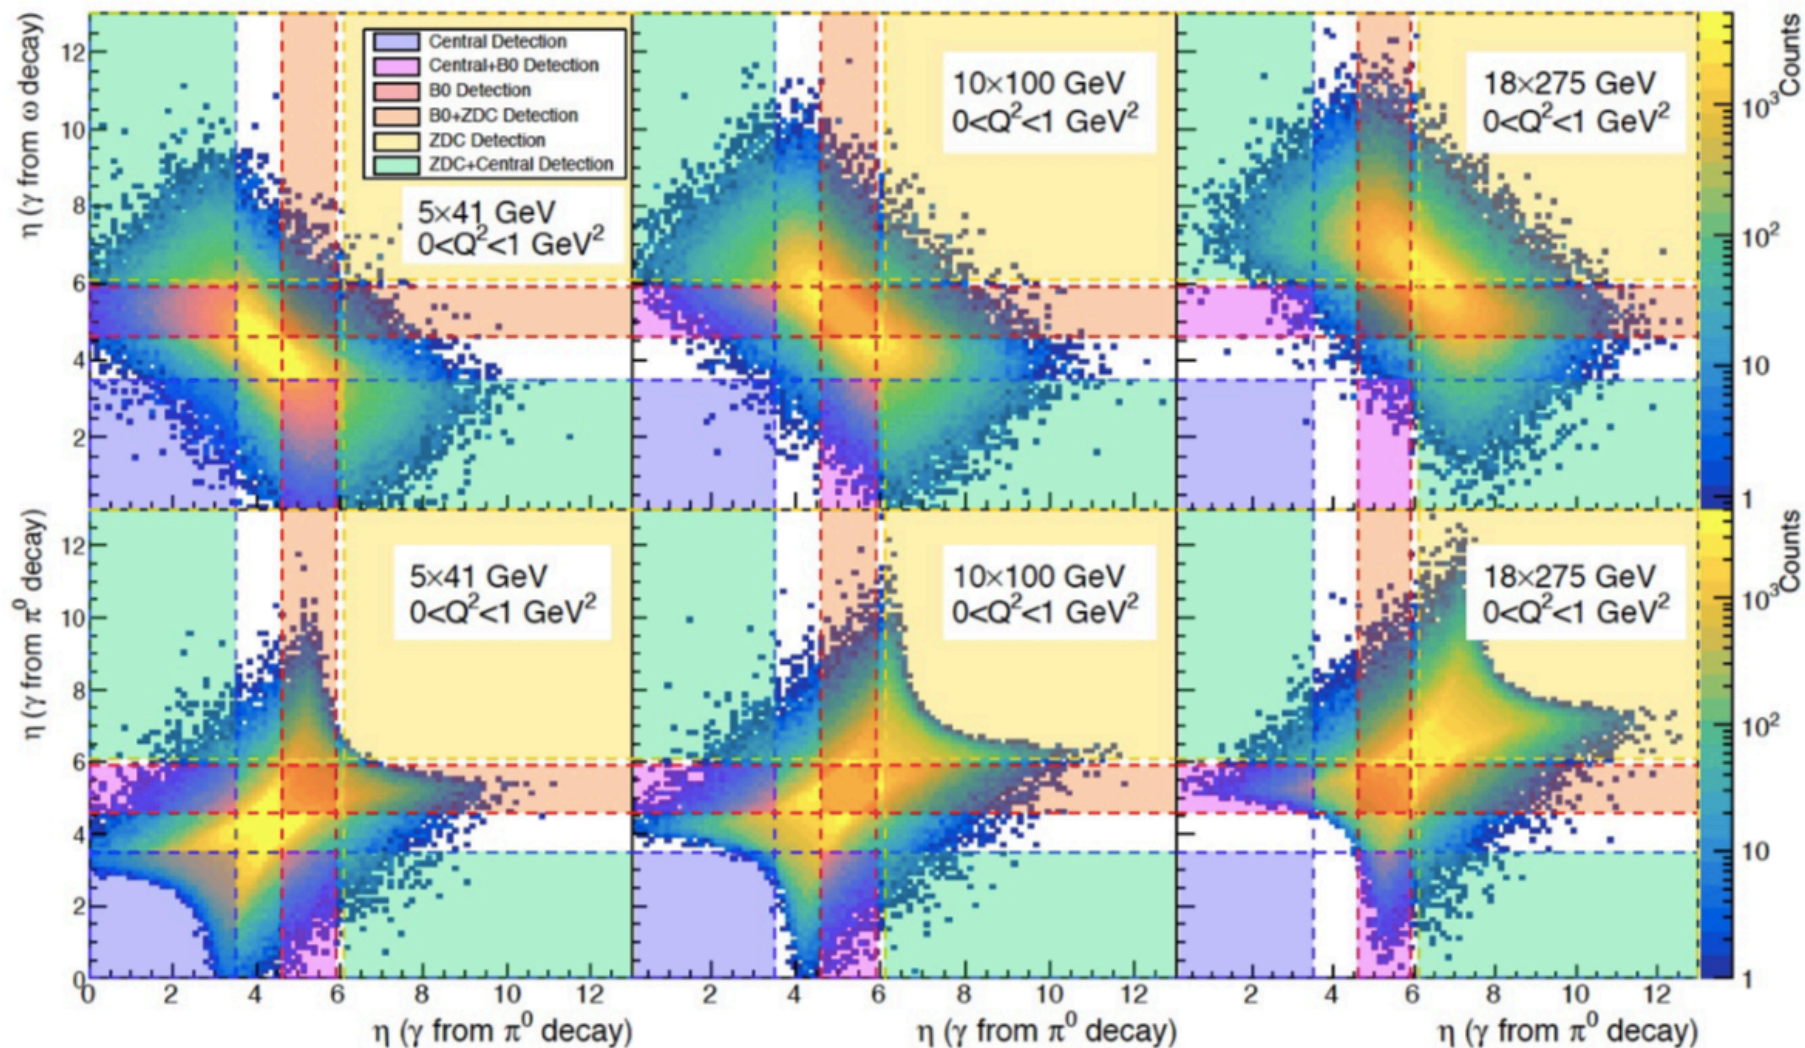 η (γ from ω decay)
12
10
8
6
4
2
Central Detection
Central+B0 Detection
B0 Detection
B0+ZDC Detection
ZDC Detection
ZDC+Central Detection
5×41 GeV
0<Q²<1 GeV²
10×100 GeV
0<Q²<1 GeV²
18×275 GeV
0<Q²<1 GeV²
Counts
10³
10²
10
1
η (γ from π⁰ decay)
12
10
8
6
4
2
0
5×41 GeV
0<Q²<1 GeV²
10×100 GeV
0<Q²<1 GeV²
18×275 GeV
0<Q²<1 GeV²
Counts
10³
10²
10
1
0 2 4 6 8 10 12
2 4 6 8 10 12
2 4 6 8 10 12
η (γ from π⁰ decay)
η (γ from π⁰ decay)
η (γ from π⁰ decay)